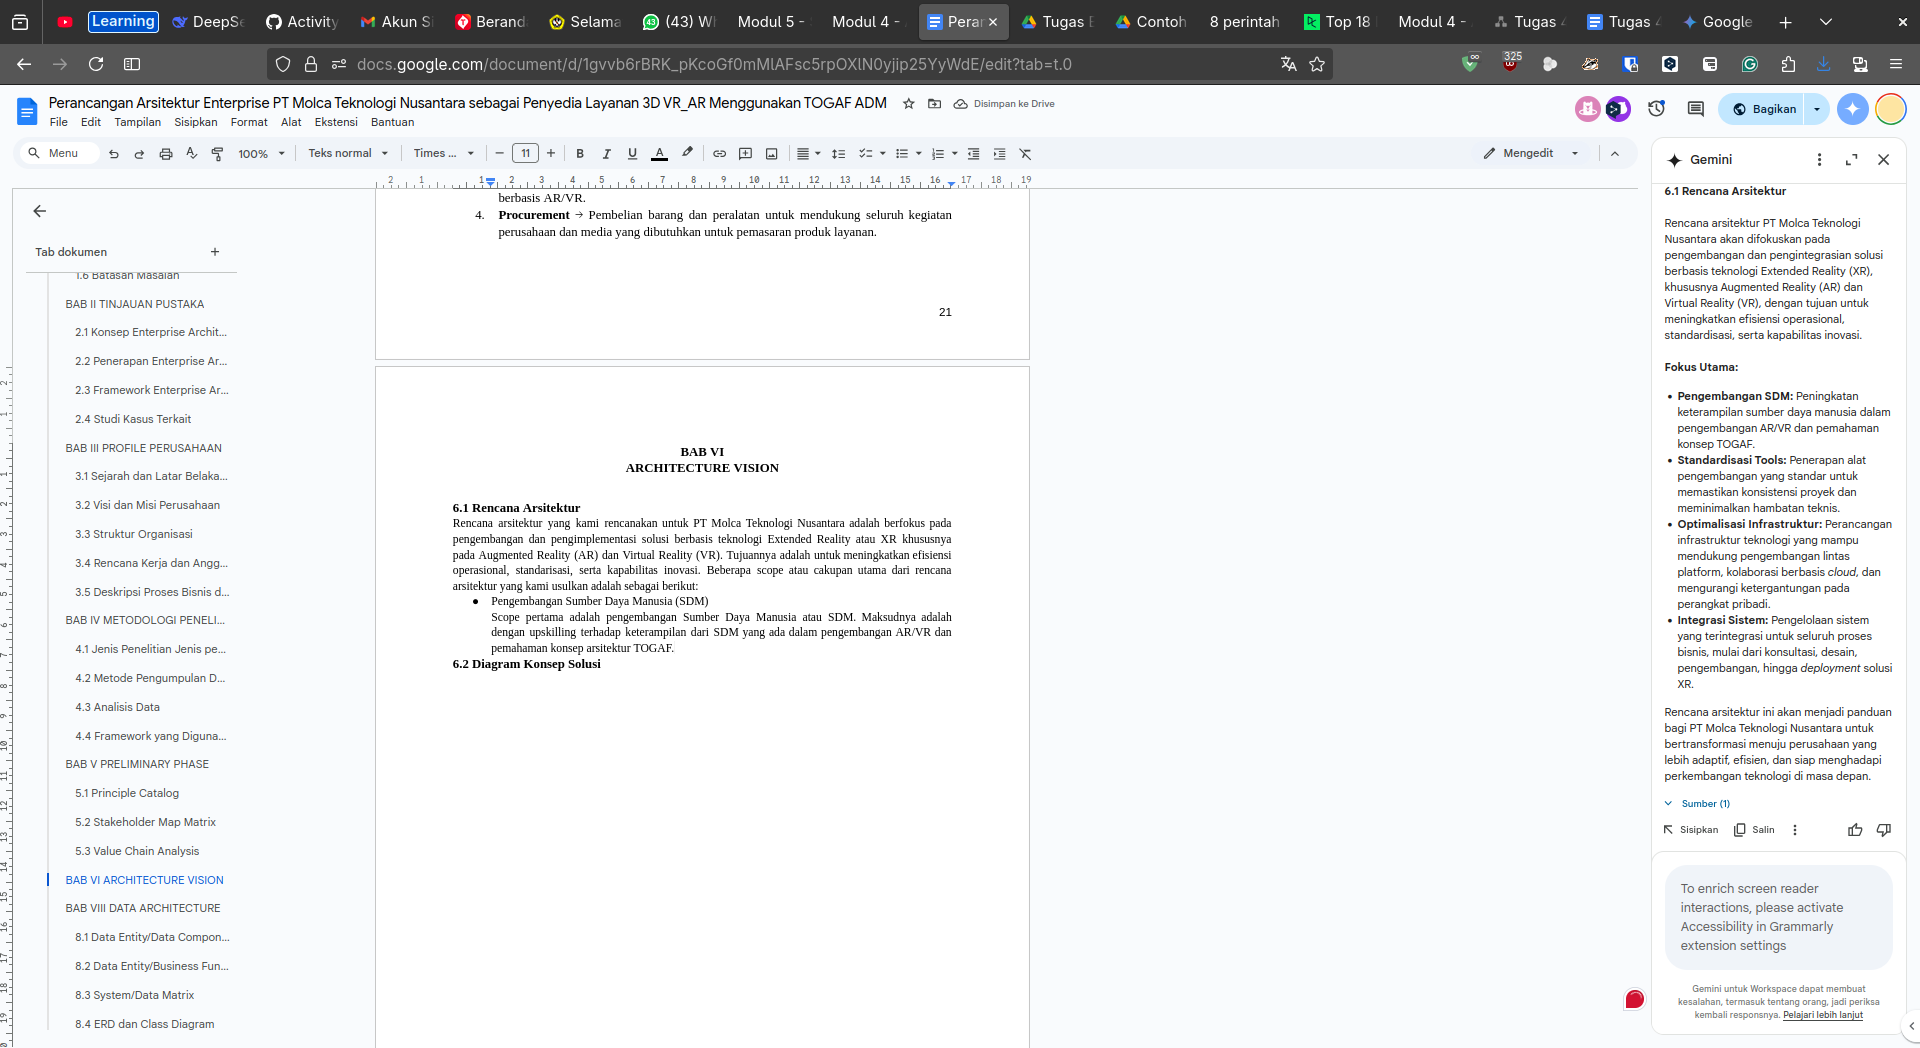 Learning
DeepSe
Activity
Akun S
Berand
Selama
(43) W
Modul 5 -
Modul 4 -
Peran
Tugas E
Contoh
8 perintah
Top 18
Modul 4 -
Tugas
Tugas
Google
docs.google.com/document/d/1gvvb6rBRK_pKcoGf0mMlAFsc5rpOXlN0yjip25YyWdE/edit?tab=t.0
325
Perancangan Arsitektur Enterprise PT Molca Teknologi Nusantara sebagai Penyedia Layanan 3D VR_AR Menggunakan TOGAF ADM
Disimpan ke Drive
File Edit Tampilan Sisipkan Format Alat Ekstensi Bantuan
Bagikan
Menu
100%
Teks normal
Times ...
11
Mengedit
2 1 1 2 3 4 5 6 7 8 9 10 11 12 13 14 15 16 17 18 19
Tab dokumen
1.6 Batasan Masalah
BAB II TINJAUAN PUSTAKA
2.1 Konsep Enterprise Archit...
2.2 Penerapan Enterprise Ar...
2.3 Framework Enterprise Ar...
2.4 Studi Kasus Terkait
BAB III PROFILE PERUSAHAAN
3.1 Sejarah dan Latar Belaka...
3.2 Visi dan Misi Perusahaan
3.3 Struktur Organisasi
3.4 Rencana Kerja dan Angg...
3.5 Deskripsi Proses Bisnis d...
BAB IV METODOLOGI PENELI...
4.1 Jenis Penelitian Jenis pe...
4.2 Metode Pengumpulan D...
4.3 Analisis Data
4.4 Framework yang Diguna...
BAB V PRELIMINARY PHASE
5.1 Principle Catalog
5.2 Stakeholder Map Matrix
5.3 Value Chain Analysis
BAB VI ARCHITECTURE VISION
BAB VIII DATA ARCHITECTURE
8.1 Data Entity/Data Compon...
8.2 Data Entity/Business Fun...
8.3 System/Data Matrix
8.4 ERD dan Class Diagram
berbasis AR/VR.
4. Procurement → Pembelian barang dan peralatan untuk mendukung seluruh kegiatan
perusahaan dan media yang dibutuhkan untuk pemasaran produk layanan.
21
BAB VI
ARCHITECTURE VISION
6.1 Rencana Arsitektur
Rencana arsitektur yang kami rencanakan untuk PT Molca Teknologi Nusantara adalah berfokus pada
pengembangan dan pengimplementasi solusi berbasis teknologi Extended Reality atau XR khususnya
pada Augmented Reality (AR) dan Virtual Reality (VR). Tujuannya adalah untuk meningkatkan efisiensi
operasional, standarisasi, serta kapabilitas inovasi. Beberapa scope atau cakupan utama dari rencana
arsitektur yang kami usulkan adalah sebagai berikut:
● Pengembangan Sumber Daya Manusia (SDM)
Scope pertama adalah pengembangan Sumber Daya Manusia atau SDM. Maksudnya adalah
dengan upskilling terhadap keterampilan dari SDM yang ada dalam pengembangan AR/VR dan
pemahaman konsep arsitektur TOGAF.
6.2 Diagram Konsep Solusi
Gemini
6.1 Rencana Arsitektur
Rencana arsitektur PT Molca Teknologi
Nusantara akan difokuskan pada
pengembangan dan pengintegrasian solusi
berbasis teknologi Extended Reality (XR),
khususnya Augmented Reality (AR) dan
Virtual Reality (VR), dengan tujuan untuk
meningkatkan efisiensi operasional,
standardisasi, serta kapabilitas inovasi.
Fokus Utama:
• Pengembangan SDM: Peningkatan
keterampilan sumber daya manusia dalam
pengembangan AR/VR dan pemahaman
konsep TOGAF.
• Standardisasi Tools: Penerapan alat
pengembangan yang standar untuk
memastikan konsistensi proyek dan
meminimalkan hambatan teknis.
• Optimalisasi Infrastruktur: Perancangan
infrastruktur teknologi yang mampu
mendukung pengembangan lintas
platform, kolaborasi berbasis cloud, dan
mengurangi ketergantungan pada
perangkat pribadi.
• Integrasi Sistem: Pengelolaan sistem
yang terintegrasi untuk seluruh proses
bisnis, mulai dari konsultasi, desain,
pengembangan, hingga deployment solusi
XR.
Rencana arsitektur ini akan menjadi panduan
bagi PT Molca Teknologi Nusantara untuk
bertransformasi menuju perusahaan yang
lebih adaptif, efisien, dan siap menghadapi
perkembangan teknologi di masa depan.
Sumber (1)
Sisipkan
Salin
To enrich screen reader
interactions, please activate
Accessibility in Grammarly
extension settings
Gemini untuk Workspace dapat membuat
kesalahan, termasuk tentang orang, jadi periksa
kembali responsnya. Pelajari lebih lanjut